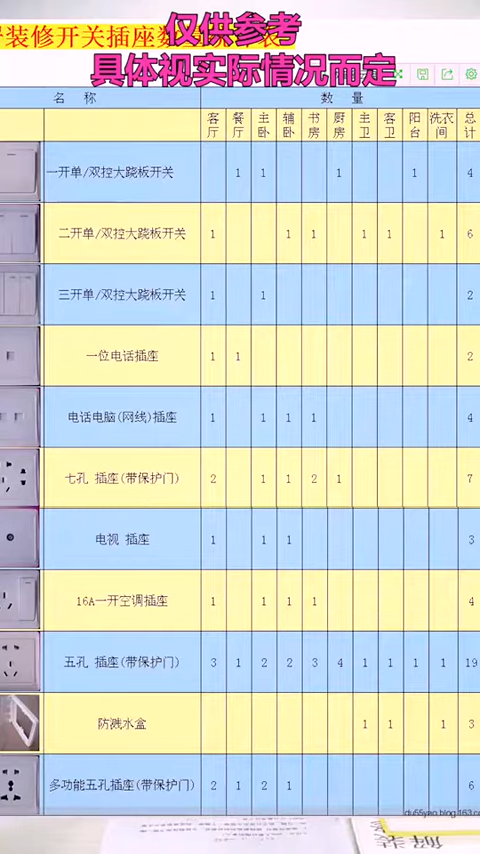 仅供参考
装修开关插座数
具体视实际情况而定
名 称 数 量
客厅 餐厅 主卧 辅卧 书房 厨房 主卫 客卫 阳台 洗衣间 总计
一开单/双控大跷板开关 1 1 1 1 4
二开单/双控大跷板开关 1 1 1 1 1 1 6
三开单/双控大跷板开关 1 1 2
一位电话插座 1 1 2
电话电脑(网线)插座 1 1 1 1 4
七孔 插座(带保护门) 2 1 1 2 1 7
电视 插座 1 1 1 3
16A一开空调插座 1 1 1 1 4
五孔 插座(带保护门) 3 1 2 2 3 4 1 1 1 1 19
防溅水盒 1 1 1 3
多功能五孔插座(带保护门) 2 1 2 1 6